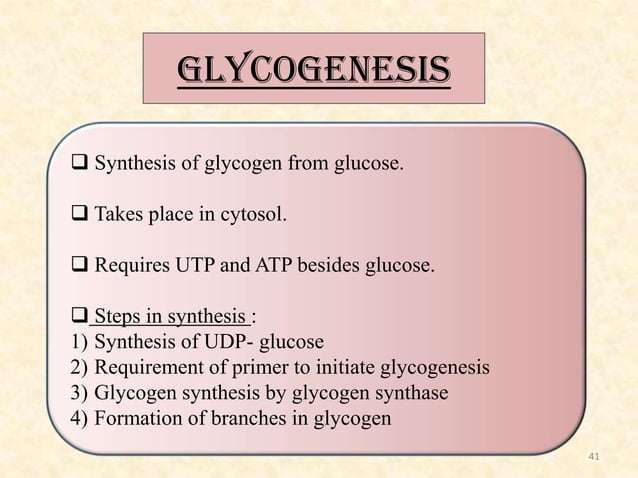 GLYCOGENESIS
❑ Synthesis of glycogen from glucose.
❑ Takes place in cytosol.
❑ Requires UTP and ATP besides glucose.
❑ Steps in synthesis :
1) Synthesis of UDP- glucose
2) Requirement of primer to initiate glycogenesis
3) Glycogen synthesis by glycogen synthase
4) Formation of branches in glycogen
41